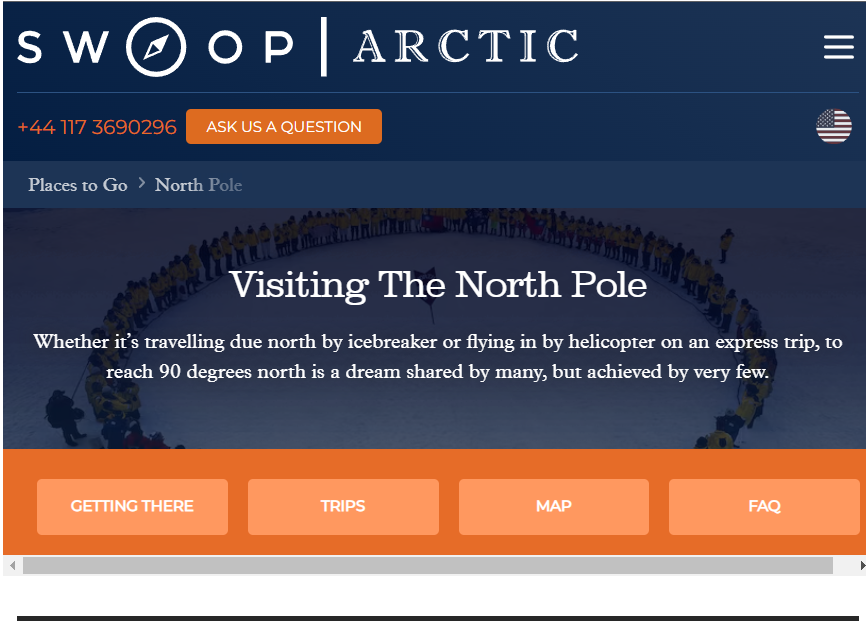 SWOOP | ARCTIC
+44 117 3690296 ASK US A QUESTION
Places to Go > North Pole
Visiting The North Pole
Whether it’s travelling due north by icebreaker or flying in by helicopter on an express trip, to
reach 90 degrees north is a dream shared by many, but achieved by very few.
GETTING THERE TRIPS MAP FAQ